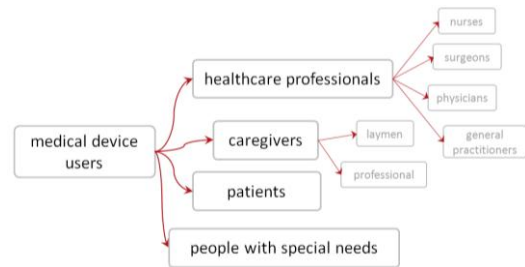 medical device
users
healthcare professionals
nurses
surgeons
physicians
general
practitioners
caregivers
laymen
professional
patients
people with special needs